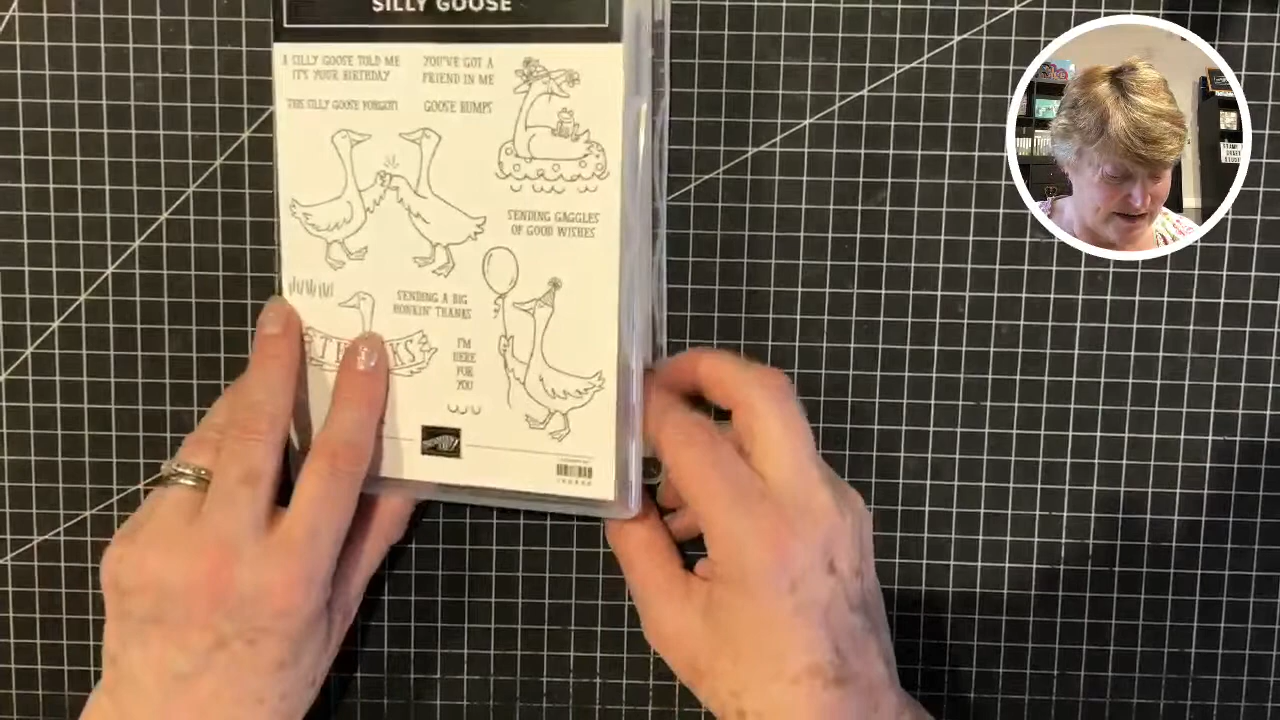 SILLY GOOSE
A SILLY GOOSE TOLD ME
IT'S YOUR BIRTHDAY
YOU'VE GOT A
FRIEND IN ME
THIS SILLY GOOSE FORGOT!
GOOSE BUMPS
SENDING GAGGLES
OF GOOD WISHES
SENDING A BIG
HONKIN' THANKS
I'M
HERE
FOR
YOU